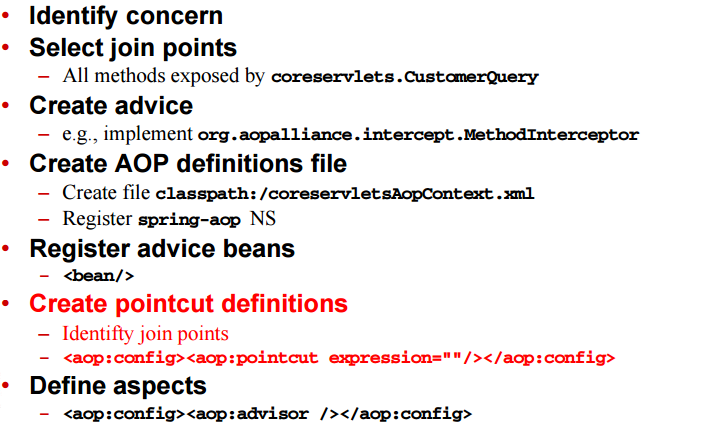 • Identify concern
• Select join points
– All methods exposed by coreservlets.CustomerQuery
• Create advice
– e.g., implement org.aopalliance.intercept.MethodInterceptor
• Create AOP definitions file
– Create file classpath:/coreservletsAopContext.xml
– Register spring-aop NS
• Register advice beans
– <bean/>
• Create pointcut definitions
– Identifty join points
– <aop:config><aop:pointcut expression=""/></aop:config>
• Define aspects
– <aop:config><aop:advisor /></aop:config>